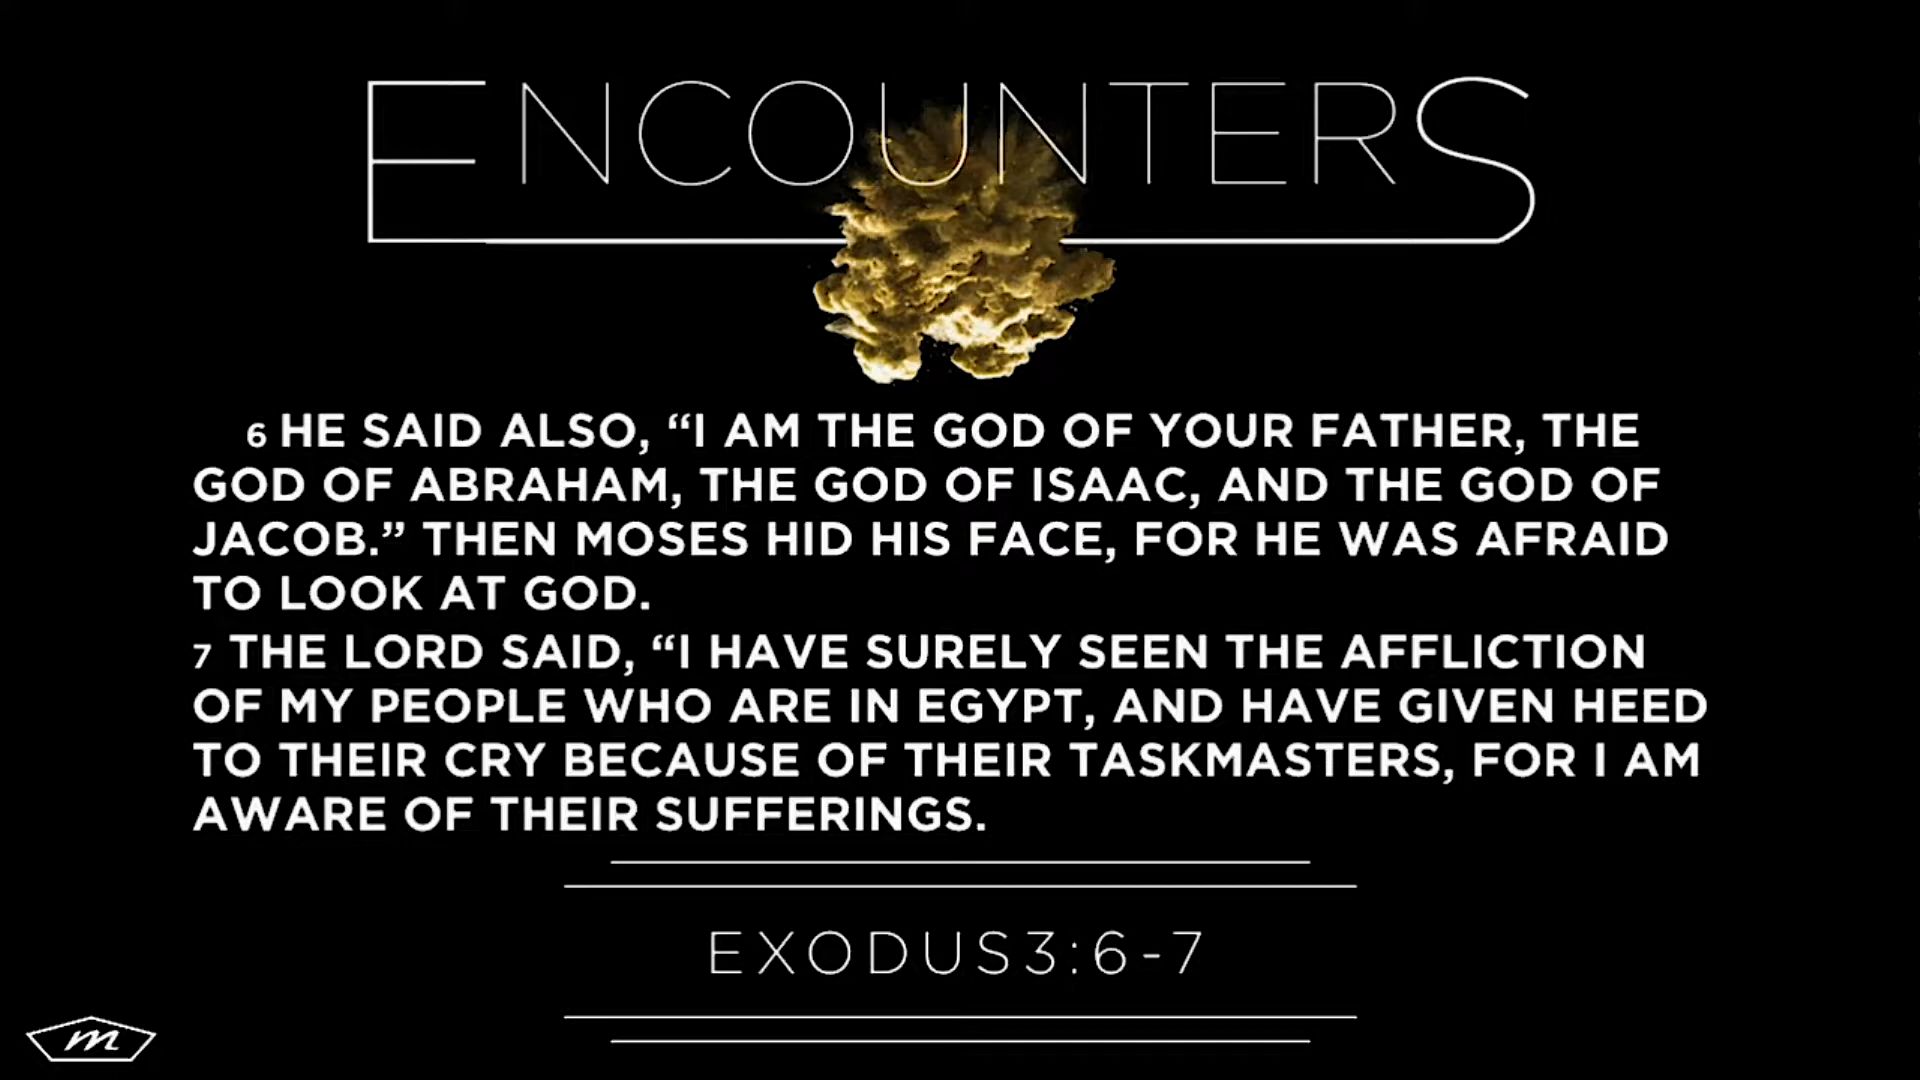 ENCOUNTERS
6 HE SAID ALSO, “I AM THE GOD OF YOUR FATHER, THE
GOD OF ABRAHAM, THE GOD OF ISAAC, AND THE GOD OF
JACOB.” THEN MOSES HID HIS FACE, FOR HE WAS AFRAID
TO LOOK AT GOD.
7 THE LORD SAID, “I HAVE SURELY SEEN THE AFFLICTION
OF MY PEOPLE WHO ARE IN EGYPT, AND HAVE GIVEN HEED
TO THEIR CRY BECAUSE OF THEIR TASKMASTERS, FOR I AM
AWARE OF THEIR SUFFERINGS.
EXODUS3:6-7
m